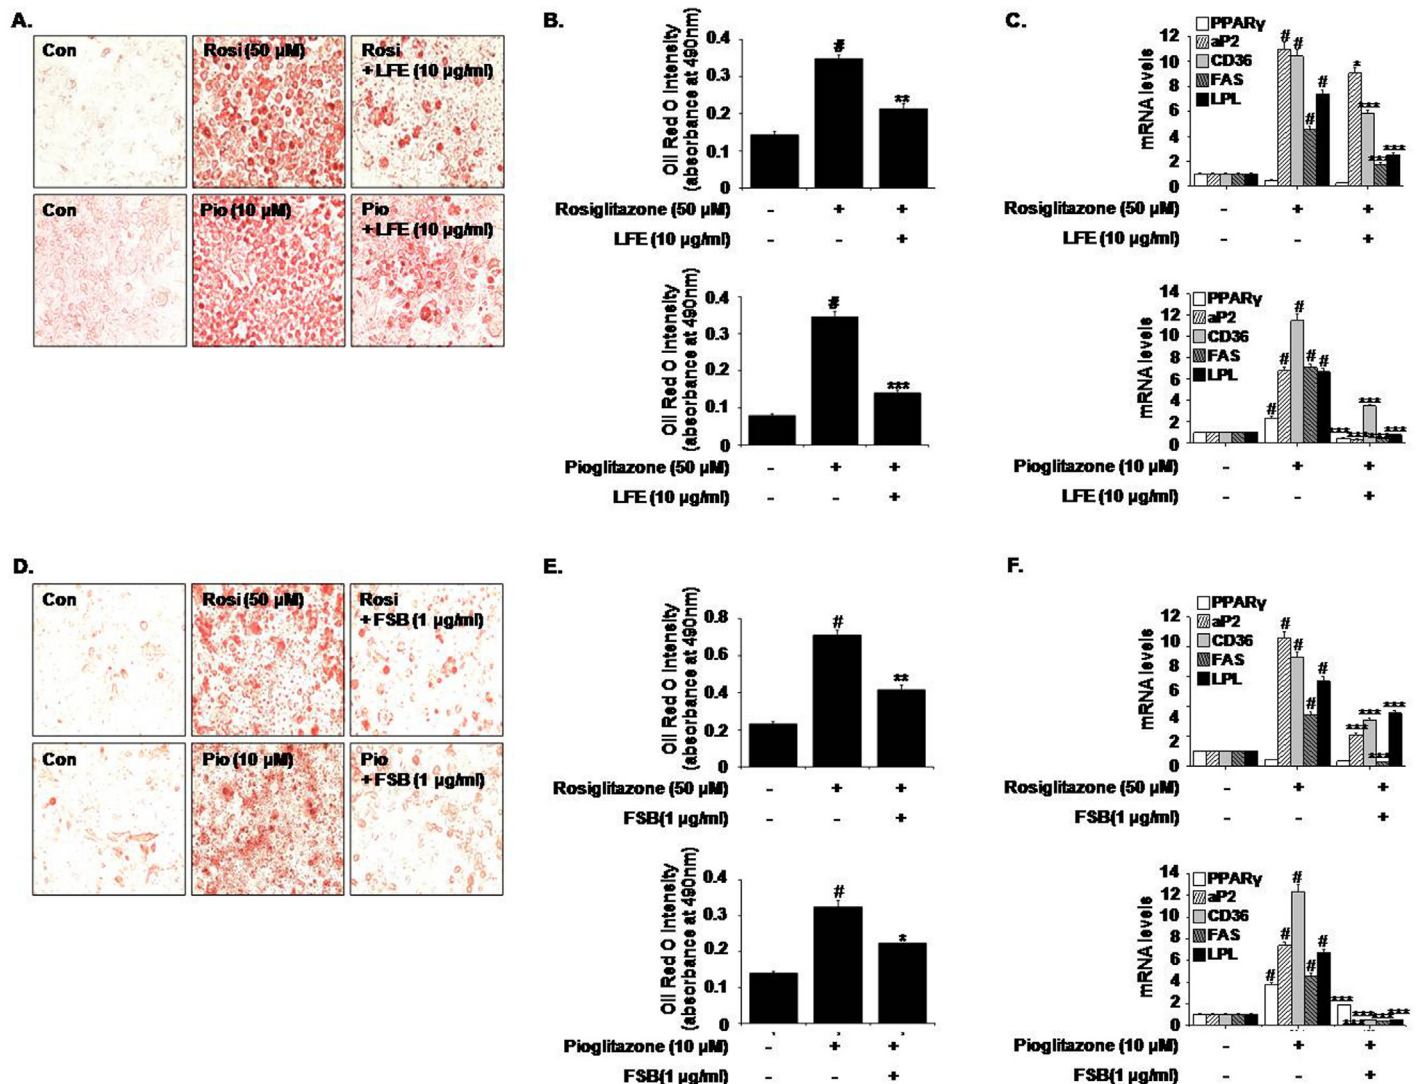 A.
Con
Rosi (50 µM)
Rosi
+ LFE (10 µg/ml)
Con
Pio (10 µM)
Pio
+ LFE (10 µg/ml)
B.
Oil Red O Intensity
(absorbance at 490nm)
0.4
0.3
0.2
0.1
0
#
**
Rosiglitazone (50 µM) - + +
LFE (10 µg/ml) - - +
Oil Red O Intensity
(absorbance at 490nm)
0.4
0.3
0.2
0.1
0
#
***
Pioglitazone (50 µM) - + +
LFE (10 µg/ml) - - +
C.
mRNA levels
12
10
8
6
4
2
0
PPARγ
aP2
CD36
FAS
LPL
# # # #
* *** *** ***
Rosiglitazone (50 µM) - + +
LFE (10 µg/ml) - - +
mRNA levels
14
12
10
8
6
4
2
0
PPARγ
aP2
CD36
FAS
LPL
# # # # #
*** *** *** *** ***
Pioglitazone (10 µM) - + +
LFE (10 µg/ml) - - +
D.
Con
Rosi (50 µM)
Rosi
+ FSB (1 µg/ml)
Con
Pio (10 µM)
Pio
+ FSB (1 µg/ml)
E.
Oil Red O Intensity
(absorbance at 490nm)
0.8
0.6
0.4
0.2
0
#
**
Rosiglitazone (50 µM) - + +
FSB(1 µg/ml) - - +
Oil Red O Intensity
(absorbance at 490nm)
0.4
0.3
0.2
0.1
0
#
*
Pioglitazone (10 µM) - + +
FSB(1 µg/ml) - - +
F.
mRNA levels
12
10
8
6
4
2
0
PPARγ
aP2
CD36
FAS
LPL
# # # #
*** *** *** ***
Rosiglitazone (50 µM) - + +
FSB(1 µg/ml) - - +
mRNA levels
14
12
10
8
6
4
2
0
PPARγ
aP2
CD36
FAS
LPL
# # # # #
*** *** *** *** ***
Pioglitazone (10 µM) - + +
FSB(1 µg/ml) - - +